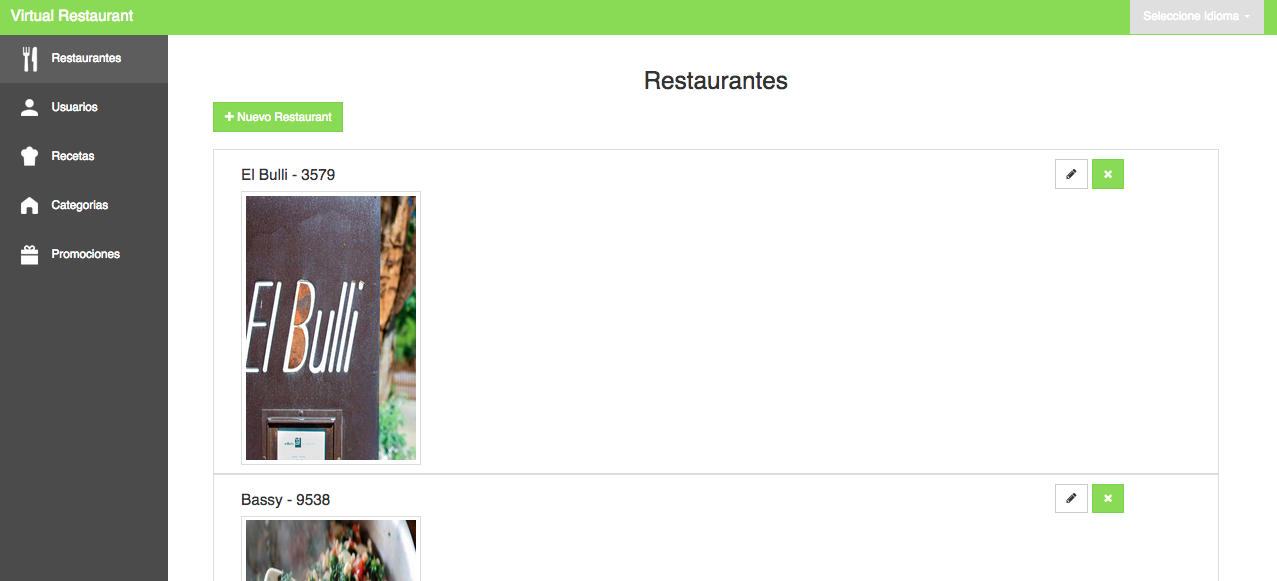 Virtual Restaurant
Seleccione Idioma
Restaurantes
Usuarios
Recetas
Categorias
Promociones
Restaurantes
Nuevo Restaurant
El Bulli - 3579
El Bulli
Bassy - 9538